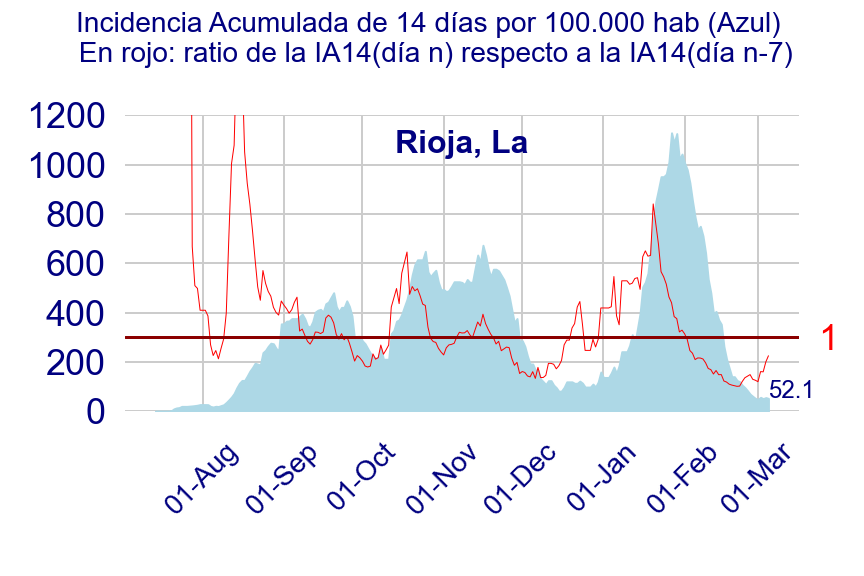 Incidencia Acumulada de 14 días por 100.000 hab (Azul)
En rojo: ratio de la IA14(día n) respecto a la IA14(día n-7)
Rioja, La
1200
1000
800
600
400
200
0
1
52.1
01-Aug
01-Sep
01-Oct
01-Nov
01-Dec
01-Jan
01-Feb
01-Mar